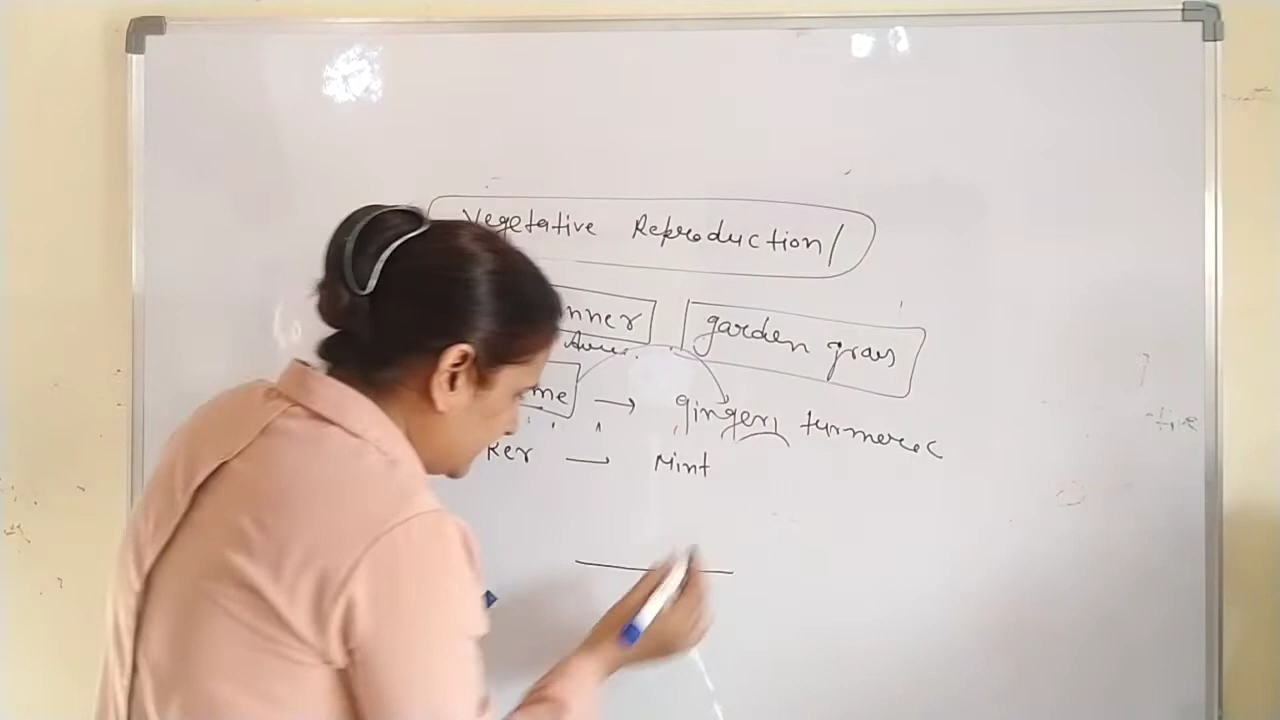 Vegetative Reproduction/
nner garden grass
me → ginger, turmeric
ker → Mint